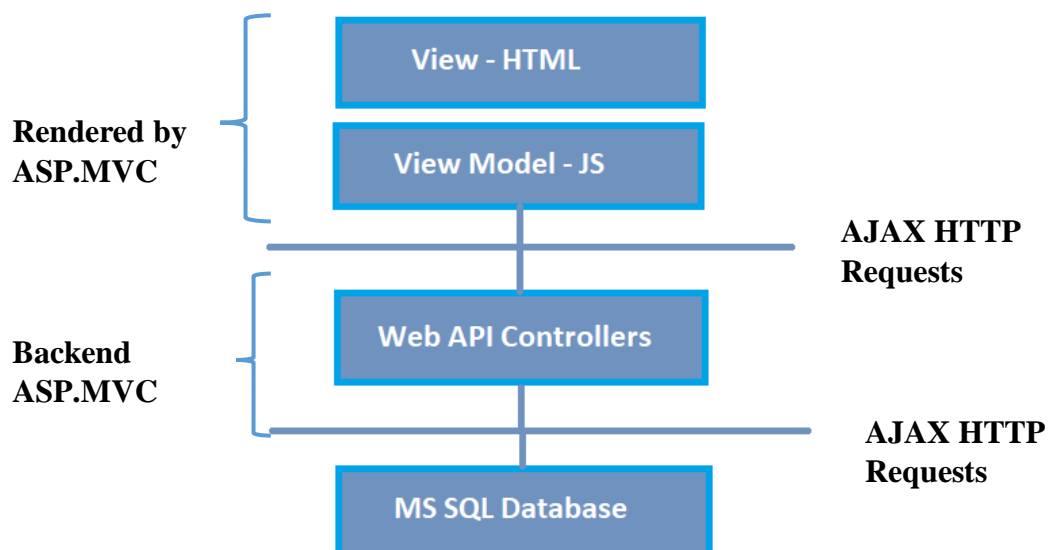 View - HTML
Rendered by
ASP.MVC
View Model - JS
AJAX HTTP
Requests
Web API Controllers
Backend
ASP.MVC
AJAX HTTP
Requests
MS SQL Database